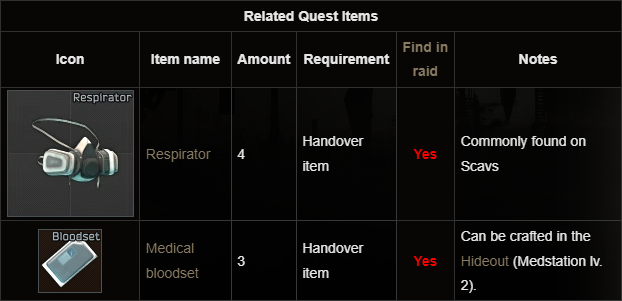 Related Quest Items
Icon Item name Amount Requirement Find in raid Notes
Respirator
Respirator 4 Handover item Yes Commonly found on Scavs
Bloodset
Medical bloodset 3 Handover item Yes Can be crafted in the Hideout (Medstation lv. 2).